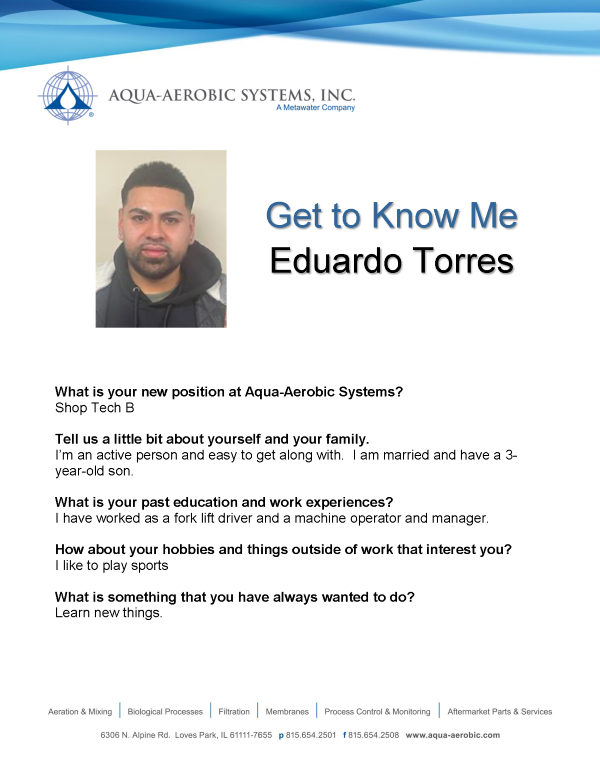 AQUA-AEROBIC SYSTEMS, INC.
A Metawater Company
®
Get to Know Me
Eduardo Torres
What is your new position at Aqua-Aerobic Systems?
Shop Tech B
Tell us a little bit about yourself and your family.
I'm an active person and easy to get along with.  I am married and have a 3-
year-old son.
What is your past education and work experiences?
I have worked as a fork lift driver and a machine operator and manager.
How about your hobbies and things outside of work that interest you?
I like to play sports
What is something that you have always wanted to do?
Learn new things.
Aeration & Mixing | Biological Processes | Filtration | Membranes | Process Control & Monitoring | Aftermarket Parts & Services
6306 N. Alpine Rd.  Loves Park, IL 61111-7655  p 815.654.2501  f 815.654.2508  www.aqua-aerobic.com